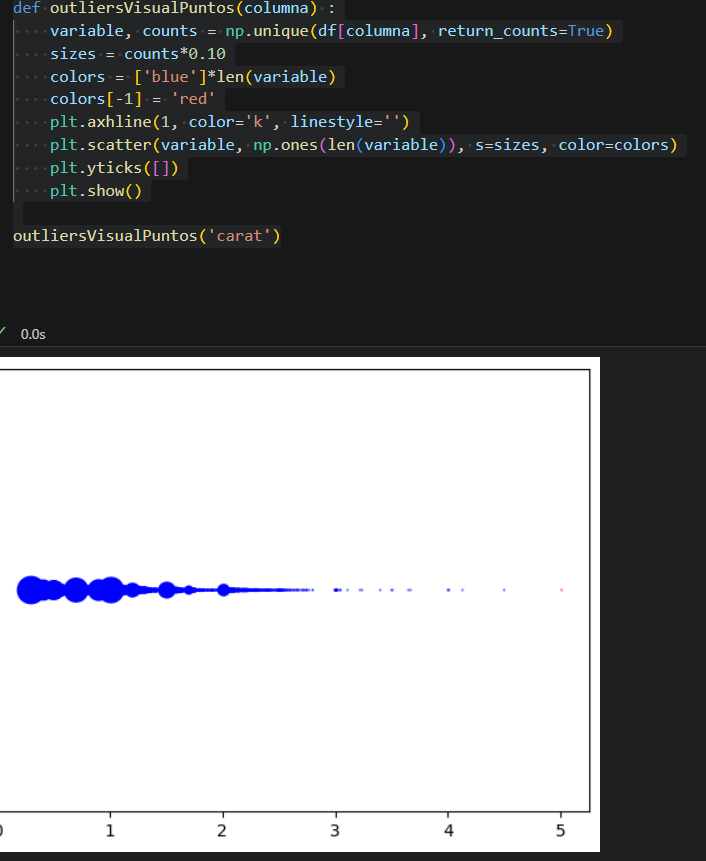 def outliersVisualPuntos(columna) :
    variable, counts = np.unique(df[columna], return_counts=True)
    sizes = counts*0.10
    colors = ['blue']*len(variable)
    colors[-1] = 'red'
    plt.axhline(1, color='k', linestyle='')
    plt.scatter(variable, np.ones(len(variable)), s=sizes, color=colors)
    plt.yticks([])
    plt.show()
outliersVisualPuntos('carat')
0.0s
0 1 2 3 4 5